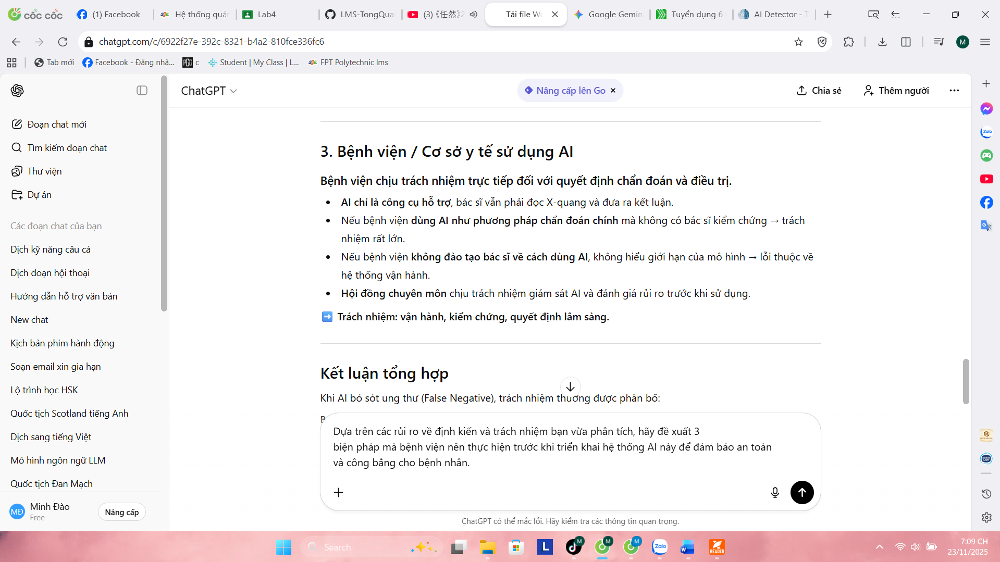 cốc cốc
(1) Facebook
Hệ thống quản
Lab4
LMS-TongQua
(3)《任然》2
Tải file Wo
Google Gemin
Tuyển dụng 6
AI Detector - T
chatgpt.com/c/6922f27e-392c-8321-b4a2-810fce336fc6
M
Tab mới
Facebook - Đăng nhậ...
PGG
c
Student | My Class | L...
FPT Polytechnic lms
ChatGPT
Nâng cấp lên Go
Chia sẻ
Thêm người
Đoạn chat mới
Tìm kiếm đoạn chat
Thư viện
Dự án
Các đoạn chat của bạn
Dịch kỹ năng câu cá
Dịch đoạn hội thoại
Hướng dẫn hỗ trợ văn bản
New chat
Kịch bản phim hành động
Soạn email xin gia hạn
Lộ trình học HSK
Quốc tịch Scotland tiếng Anh
Dịch sang tiếng Việt
Mô hình ngôn ngữ LLM
Quốc tịch Đan Mạch
MĐ
Minh Đào
Free
Nâng cấp
3. Bệnh viện / Cơ sở y tế sử dụng AI
Bệnh viện chịu trách nhiệm trực tiếp đối với quyết định chẩn đoán và điều trị.
• AI chỉ là công cụ hỗ trợ, bác sĩ vẫn phải đọc X-quang và đưa ra kết luận.
• Nếu bệnh viện dùng AI như phương pháp chẩn đoán chính mà không có bác sĩ kiểm chứng → trách
nhiệm rất lớn.
• Nếu bệnh viện không đào tạo bác sĩ về cách dùng AI, không hiểu giới hạn của mô hình → lỗi thuộc về
hệ thống vận hành.
• Hội đồng chuyên môn chịu trách nhiệm giám sát AI và đánh giá rủi ro trước khi sử dụng.
➡️ Trách nhiệm: vận hành, kiểm chứng, quyết định lâm sàng.
Kết luận tổng hợp
Khi AI bỏ sót ung thư (False Negative), trách nhiệm thường được phân bố:
Dựa trên các rủi ro về định kiến và trách nhiệm bạn vừa phân tích, hãy đề xuất 3
biện pháp mà bệnh viện nên thực hiện trước khi triển khai hệ thống AI này để đảm bảo an toàn
và công bằng cho bệnh nhân.
ChatGPT có thể mắc lỗi. Hãy kiểm tra các thông tin quan trọng.
Zalo
Search
L
M
M
M
Zalo
W
READER
7:09 CH
23/11/2025